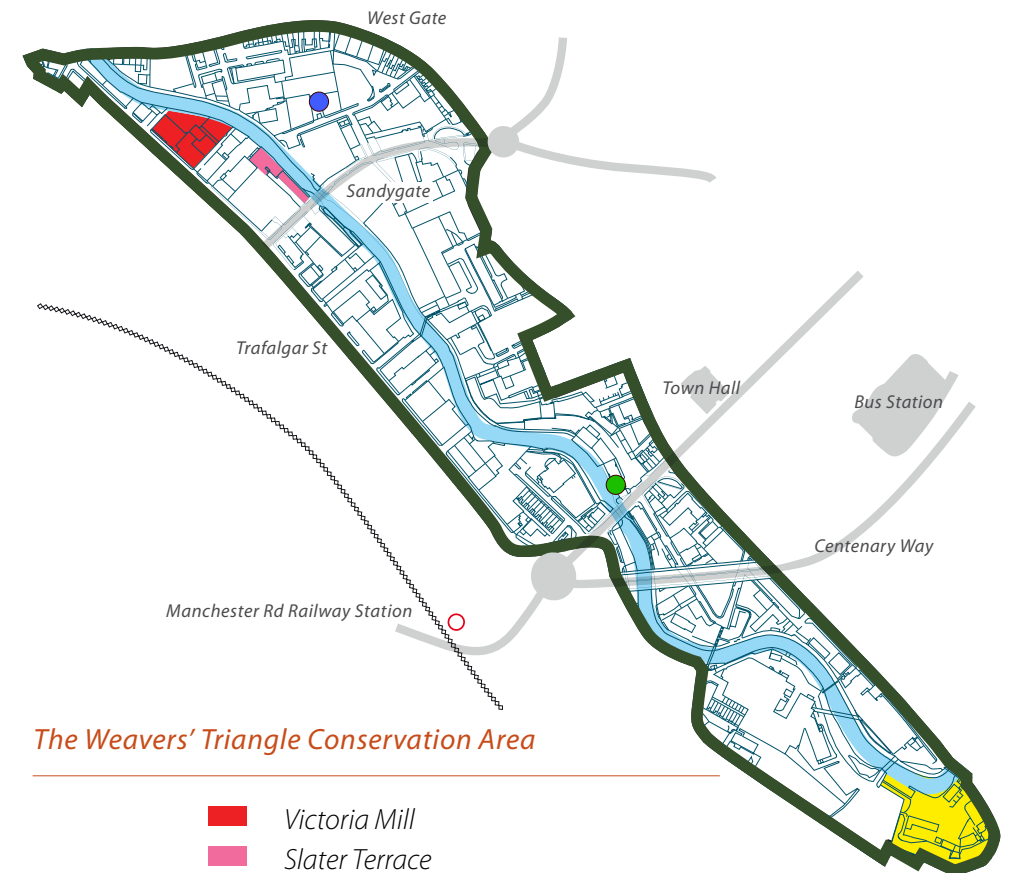 West Gate
Sandygate
Trafalgar St
Town Hall
Bus Station
Centenary Way
Manchester Rd Railway Station
The Weavers’ Triangle Conservation Area
Victoria Mill
Slater Terrace